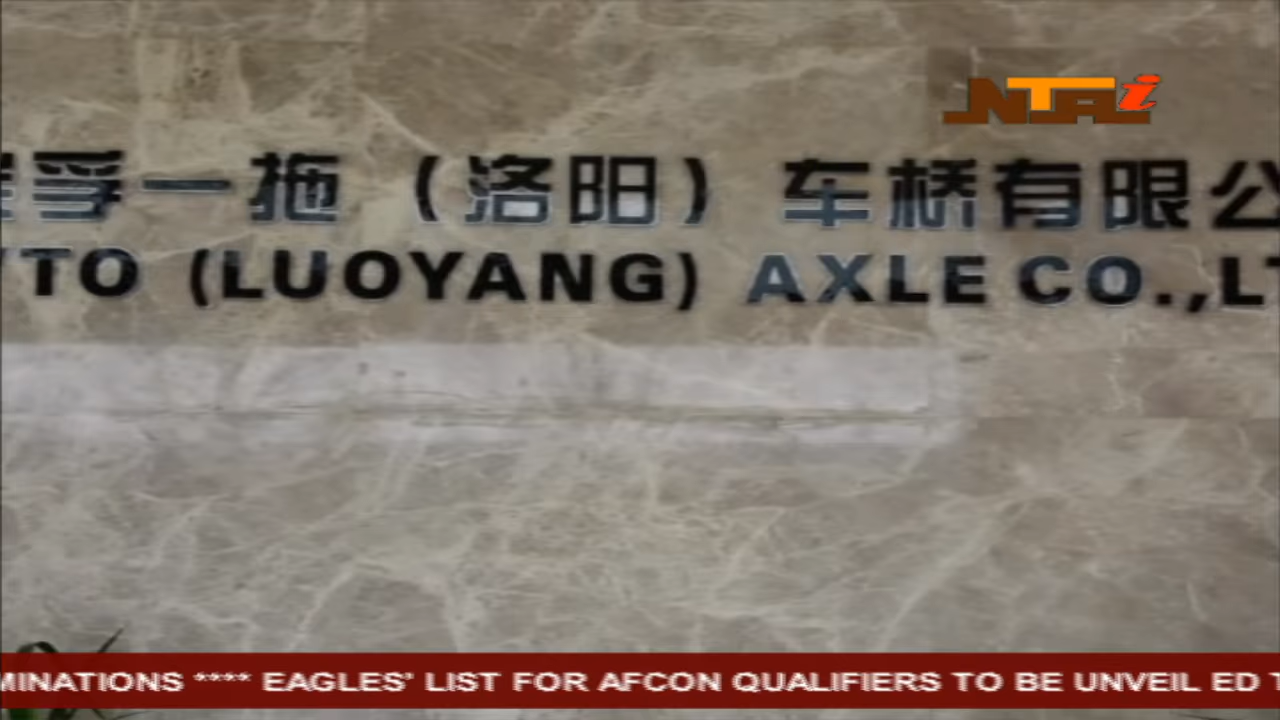 NTAi
孚一拖（洛阳）车桥有限公
TO (LUOYANG) AXLE CO.,LT
MINATIONS **** EAGLES' LIST FOR AFCON QUALIFIERS TO BE UNVEIL ED T